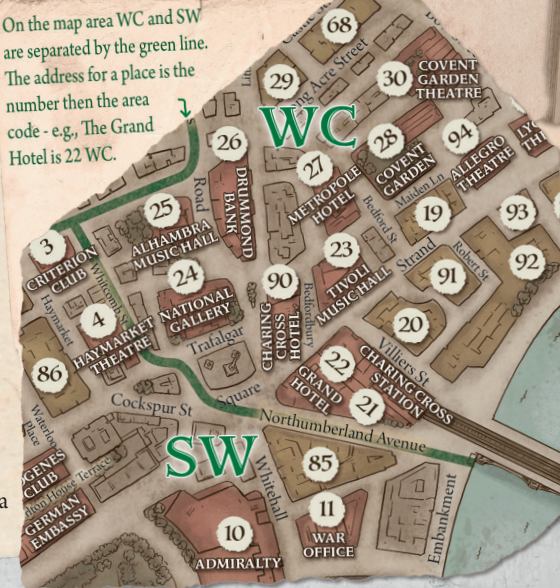 On the map area WC and SW
are separated by the green line.
The address for a place is the
number then the area
code - e.g., The Grand
Hotel is 22 WC.
68
29
Acre Street
30
COVENT
GARDEN
THEATRE
WC
26
28
COVENT
GARDEN
94
ALLEGRO
THEATRE
27
METROPOLE
HOTEL
Maiden Ln
DRUMMOND
BANK
Road
25
ALHAMBRA
MUSIC HALL
Bedford St
19
93
3
CRITERION
CLUB
23
TIVOLI
MUSIC HALL
Strand
Robert St
92
91
24
NATIONAL
GALLERY
90
CHARING
CROSS
HOTEL
Bedfordbury
Haymarket
4
HAYMARKET
THEATRE
20
Trafalgar
Square
Villiers St
22
GRAND
HOTEL
CHARING CROSS
STATION
21
86
Cockspur St
Northumberland Avenue
Waterloo
Place
SW
85
Whitehall
GERMAN
EMBASSY
10
ADMIRALTY
11
WAR
OFFICE
Embankment